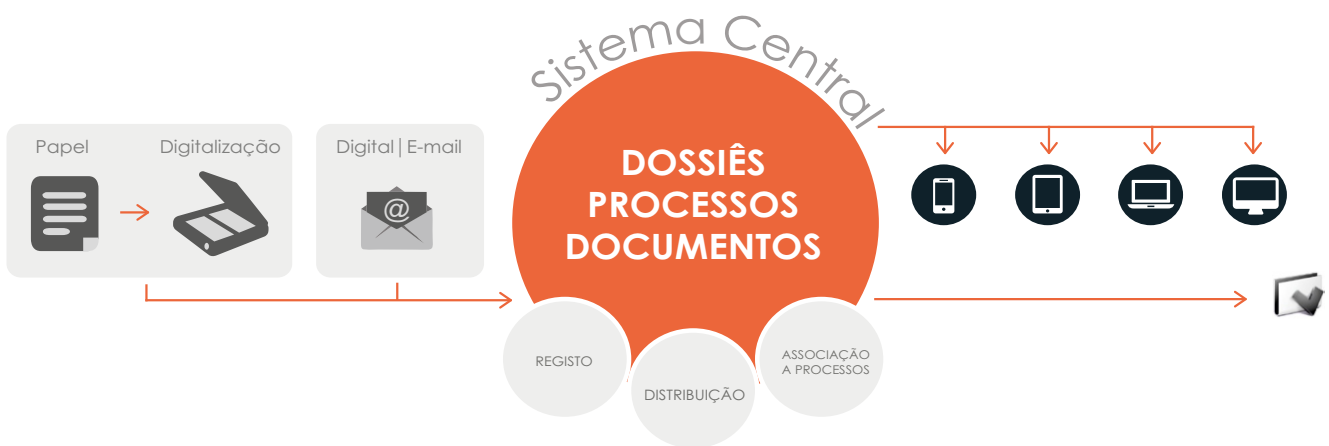 Sistema Central
Papel
Digitalização
Digital|E-mail
@
DOSSIÊS
PROCESSOS
DOCUMENTOS
REGISTO
DISTRIBUIÇÃO
ASSOCIAÇÃO
A PROCESSOS